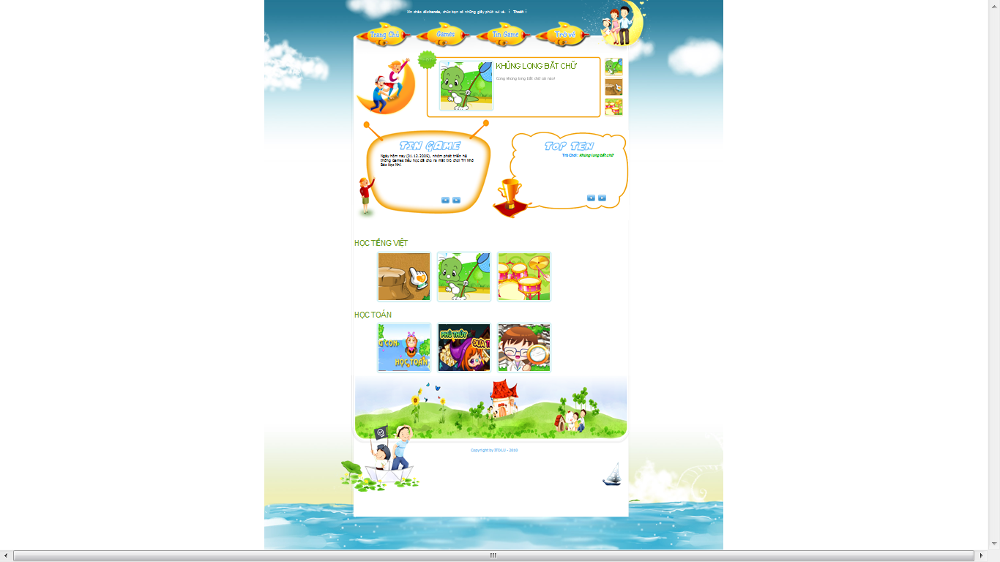 Xin chào dichande, chúc bạn có những giây phút vui vẻ. ⋮ Thoát ⋮
Trang Chủ Games Tin Game Trở về
KHỦNG LONG BẮT CHỮ
Cùng khủng long bắt chữ cái nào!
TIN GAME
Ngày hôm nay (01.12.2009), nhóm phát triển hệ
thống Games tiểu học đã cho ra mắt trò chơi Trí Nhớ
Bác Học Nhí.
TOP TEN
Trò Chơi: Khủng long bắt chữ
HỌC TIẾNG VIỆT
HỌC TOÁN
G CON
HỌC TOÁN
PHÙ THỦY
ĐUA T
Copyright by ITDLU - 2010